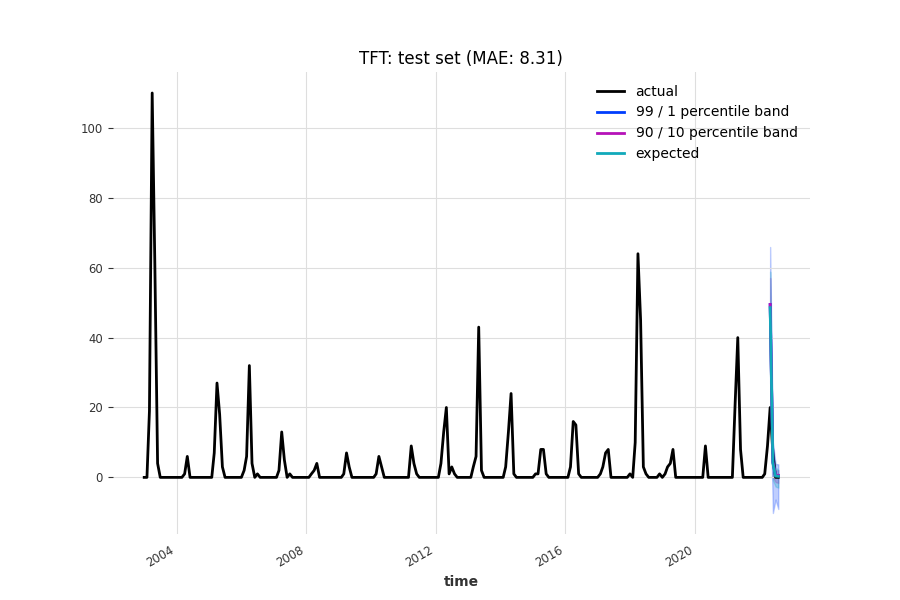 TFT: test set (MAE: 8.31)
actual
99 / 1 percentile band
90 / 10 percentile band
expected
100
80
60
40
20
0
2004
2008
2012
2016
2020
time